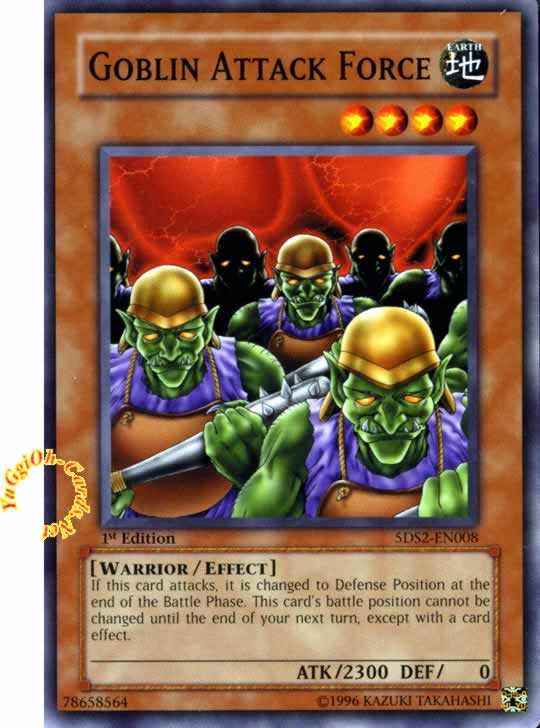 GOBLIN ATTACK FORCE
EARTH
地
1st Edition
5DS2-EN008
[WARRIOR / EFFECT]
If this card attacks, it is changed to Defense Position at the
end of the Battle Phase. This card's battle position cannot be
changed until the end of your next turn, except with a card
effect.
ATK/2300 DEF/ 0
78658564
©1996 KAZUKI TAKAHASHI
YuGgiOh-Cards.Net